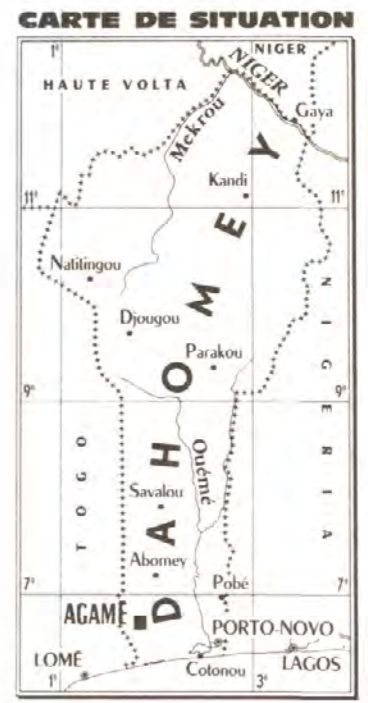 CARTE DE SITUATION
1°
NIGER
NIGER
HAUTE VOLTA
Gaya
Mekrou
Kandi
11°
11°
Natitingou
Djougou
Parakou
DAHOMEY
NIGERIA
9°
9°
TOGO
Ouémé
Savalou
Abomey
7°
Pobé
7°
AGAMÉ
PORTO-NOVO
LOMÉ
Cotonou
LAGOS
1°
3°